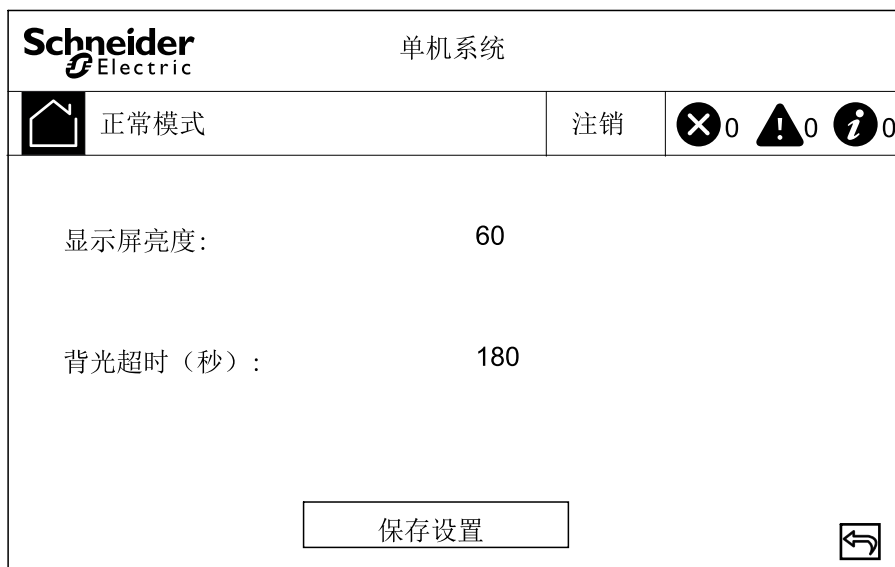 Schneider
Electric
单机系统
正常模式
注销
0
0
0
显示屏亮度:
60
背光超时（秒）:
180
保存设置